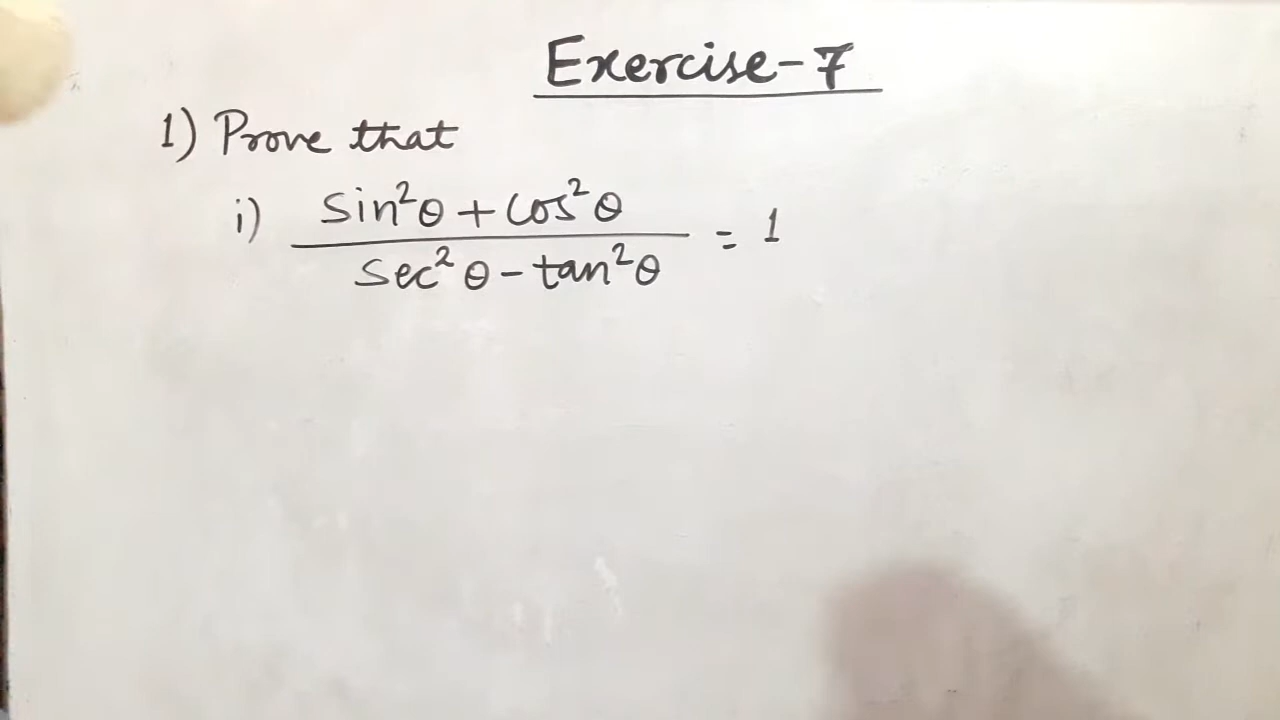 Exercise-7
1) Prove that
i) sin²θ + cos²θ
sec²θ - tan²θ = 1